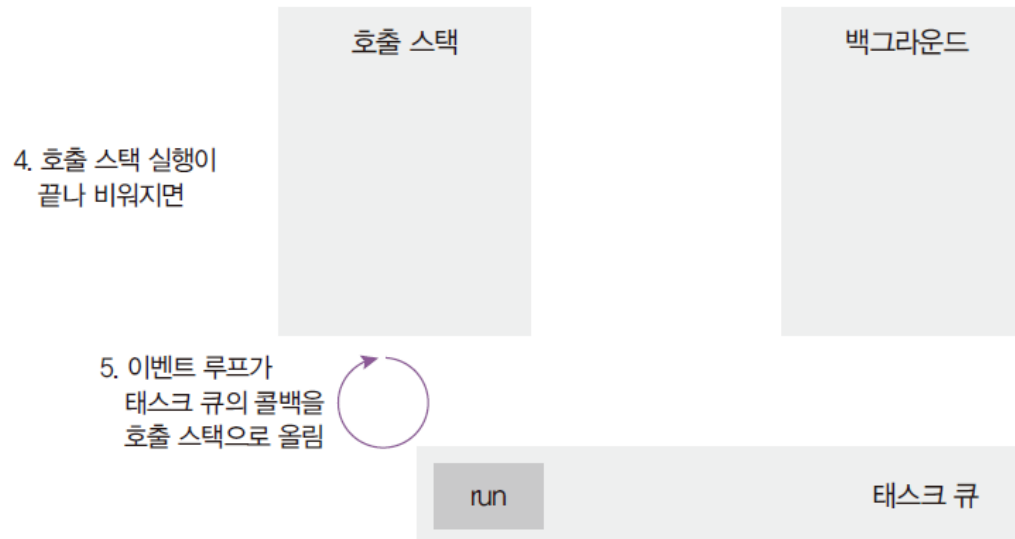 호출 스택
백그라운드
4. 호출 스택 실행이
끝나 비워지면
5. 이벤트 루프가
태스크 큐의 콜백을
호출 스택으로 올림
run
태스크 큐